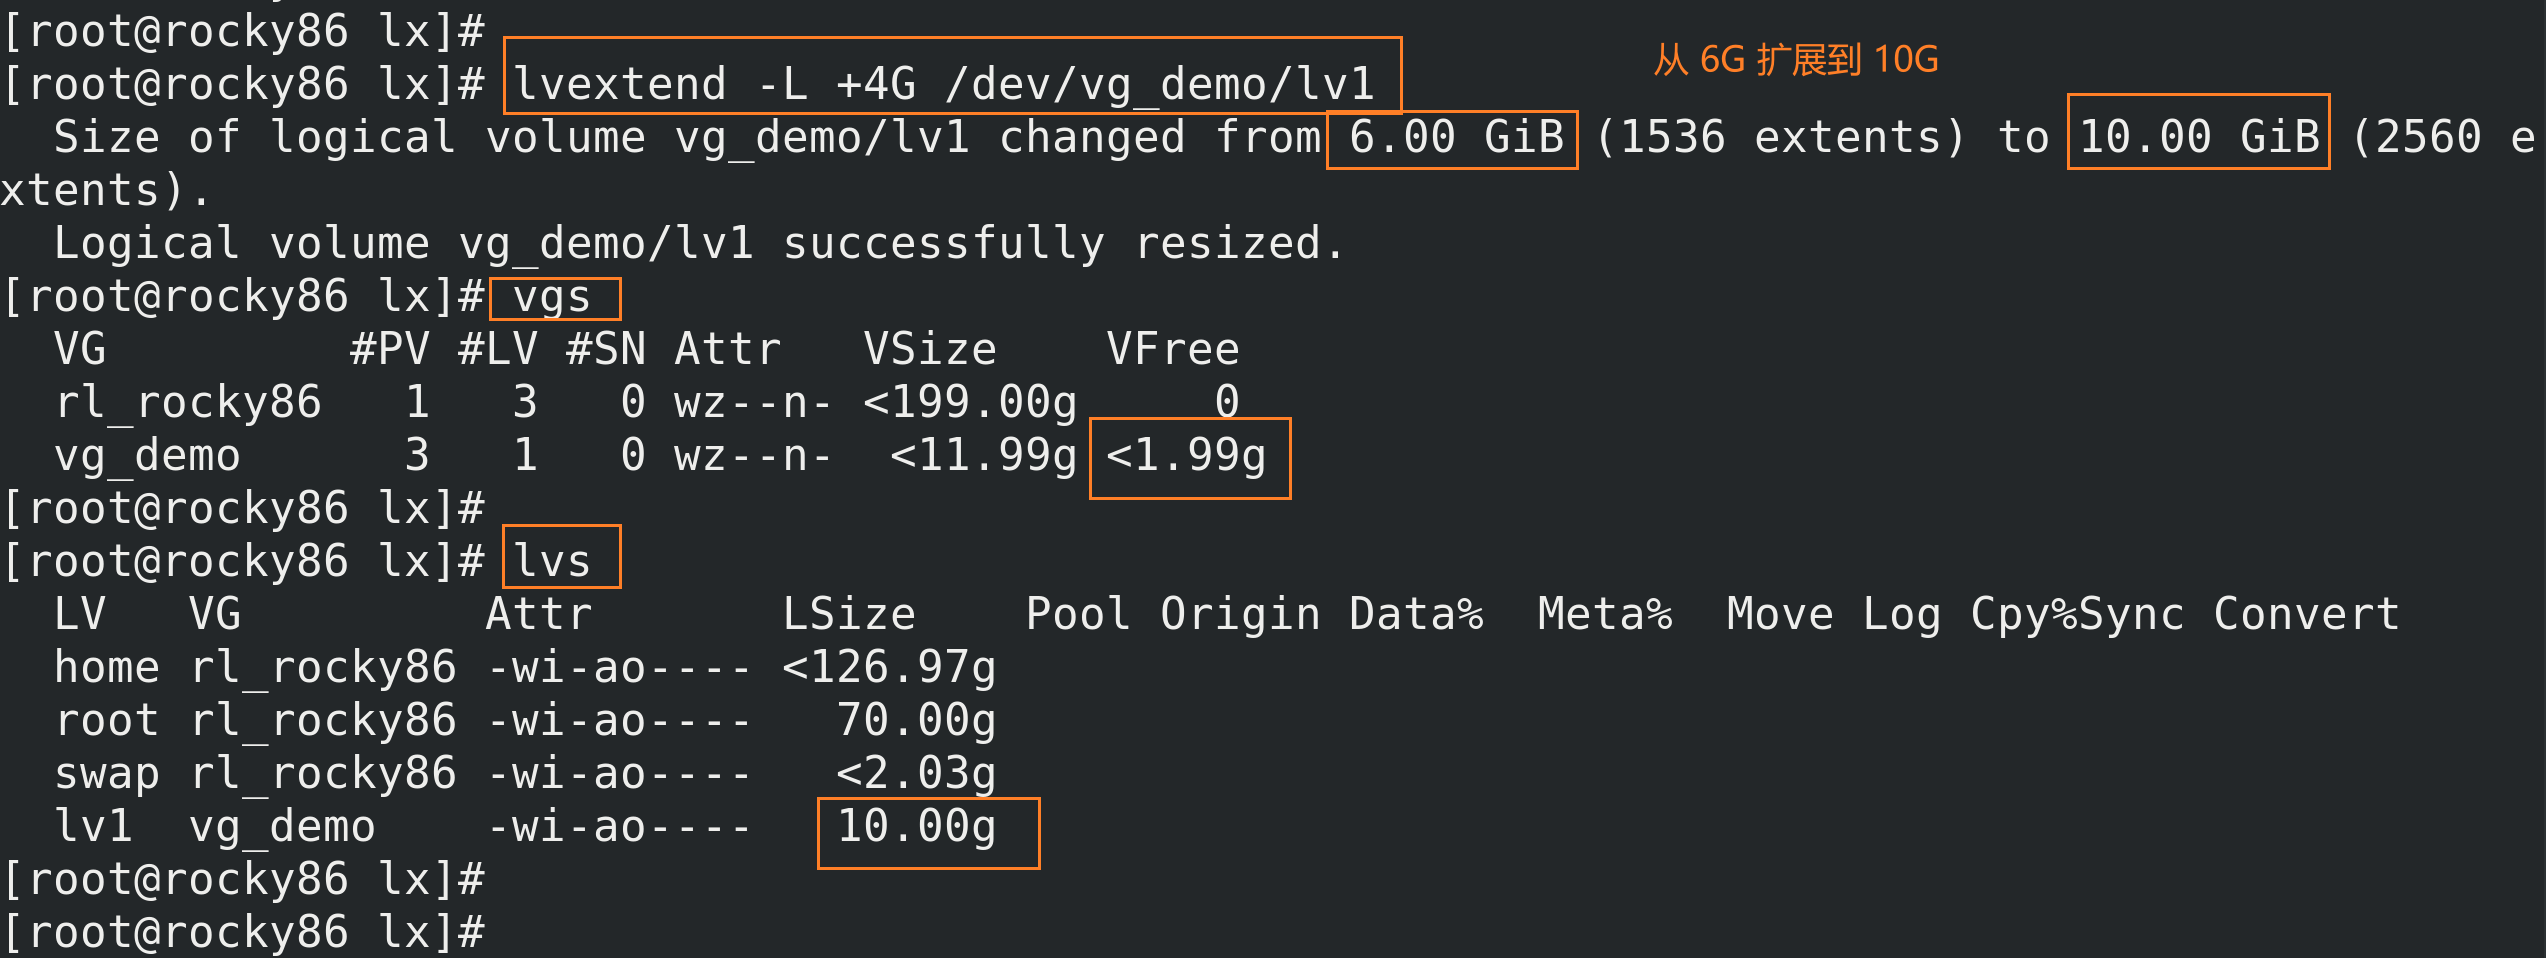 [root@rocky86 lx]#
[root@rocky86 lx]# lvextend -L +4G /dev/vg_demo/lv1
从 6G 扩展到 10G
  Size of logical volume vg_demo/lv1 changed from 6.00 GiB (1536 extents) to 10.00 GiB (2560 e
xtents).
  Logical volume vg_demo/lv1 successfully resized.
[root@rocky86 lx]# vgs
  VG         #PV #LV #SN Attr   VSize    VFree
  rl_rocky86   1   3   0 wz--n- <199.00g     0
  vg_demo      3   1   0 wz--n-  <11.99g <1.99g
[root@rocky86 lx]#
[root@rocky86 lx]# lvs
  LV   VG         Attr       LSize    Pool Origin Data%  Meta%  Move Log Cpy%Sync Convert
  home rl_rocky86 -wi-ao---- <126.97g
  root rl_rocky86 -wi-ao----   70.00g
  swap rl_rocky86 -wi-ao----   <2.03g
  lv1  vg_demo    -wi-ao----   10.00g
[root@rocky86 lx]#
[root@rocky86 lx]#